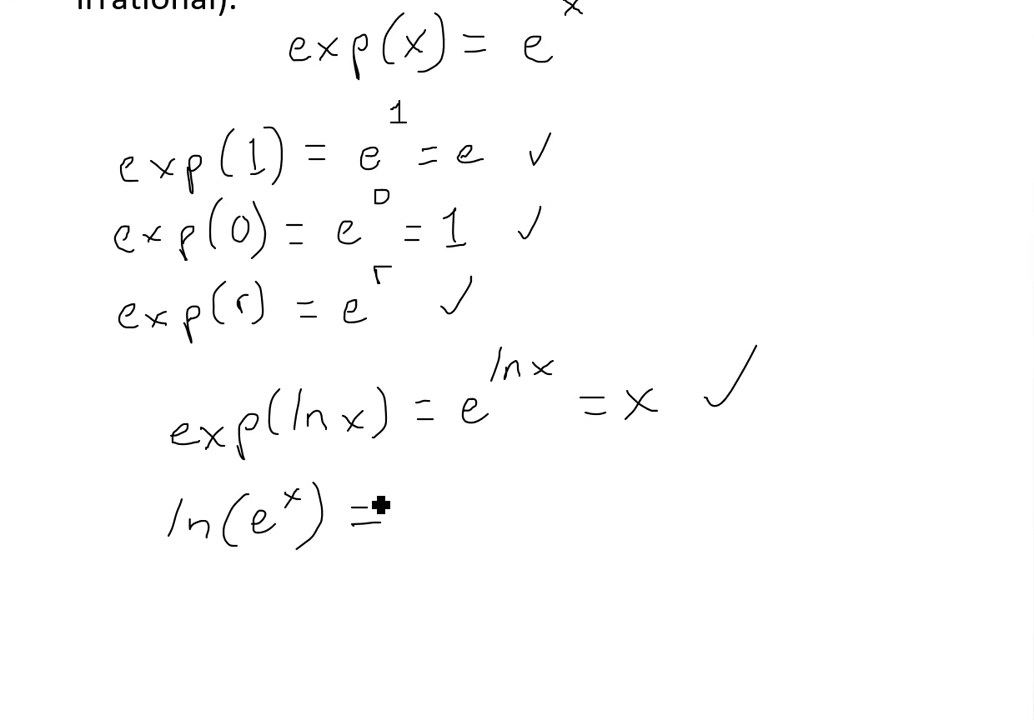 irrational).
exp(x) = e^x
exp(1) = e^1 = e ✓
exp(0) = e^0 = 1 ✓
exp(r) = e^r ✓
exp(ln x) = e^{ln x} = x ✓
ln(e^x) =